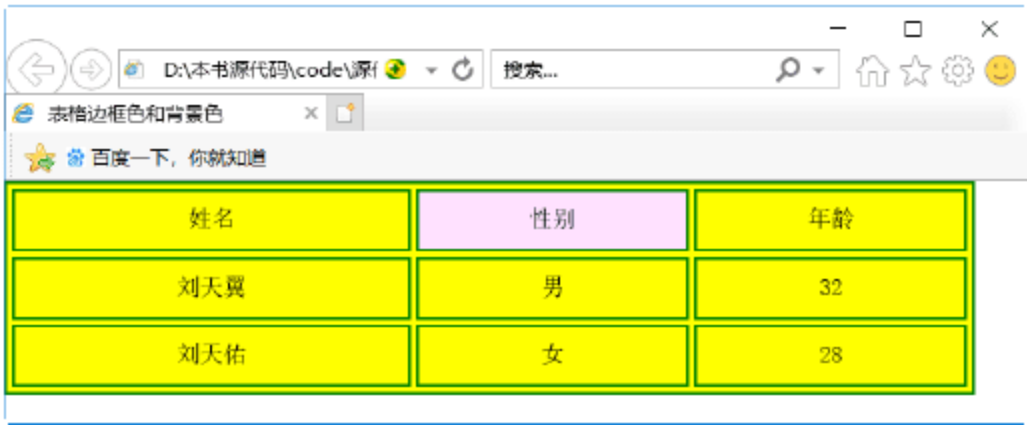 D:\本书源代码\code\源f
搜索...
表格边框色和背景色
百度一下，你就知道
姓名 性别 年龄
刘天翼 男 32
刘天佑 女 28